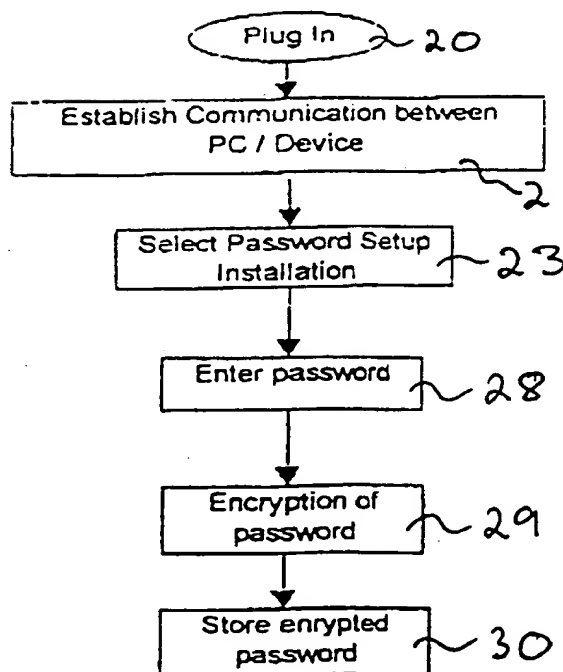 Plug In 20
Establish Communication between
PC / Device
2
Select Password Setup
Installation 23
Enter password 28
Encryption of
password 29
Store enrypted
password 30